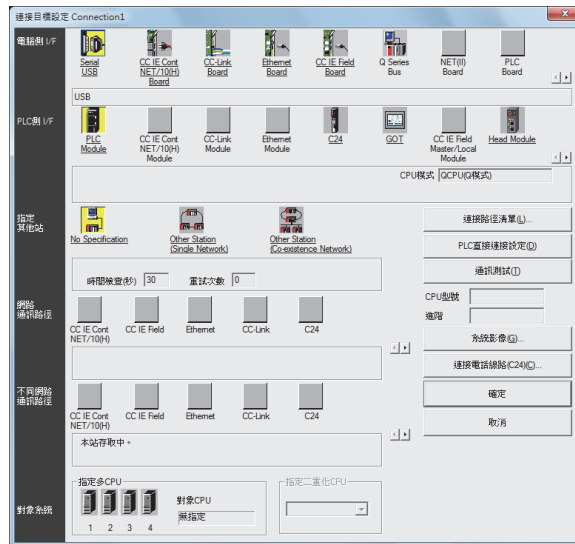 連接目標設定 Connection1
電腦側 I/F
Serial
USB
CC IE Cont
NET/10(H)
Board
CC-Link
Board
Ethernet
Board
CC IE Field
Board
Q Series
Bus
NET(II)
Board
PLC
Board
USB
PLC側 I/F
PLC
Module
CC IE Cont
NET/10(H)
Module
CC-Link
Module
Ethernet
Module
C24
GOT
CC IE Field
Master/Local
Module
Head Module
CPU模式 QCPU(Q模式)
指定
其他站
No Specification
Other Station
(Single Network)
Other Station
(Co-existence Network)
時間檢查(秒) 30 重試次數 0
網路
通訊路徑
CC IE Cont
NET/10(H)
CC IE Field
Ethernet
CC-Link
C24
不同網路
通訊路徑
CC IE Cont
NET/10(H)
CC IE Field
Ethernet
CC-Link
C24
本站存取中。
對象系統
指定多CPU
1 2 3 4
對象CPU
無指定
指定二重化CPU
連接路徑清單(L)...
PLC直接連接設定(D)
通訊測試(T)
CPU型號
進階
系統影像(G)...
連接電話線路(C24)(C)...
確定
取消